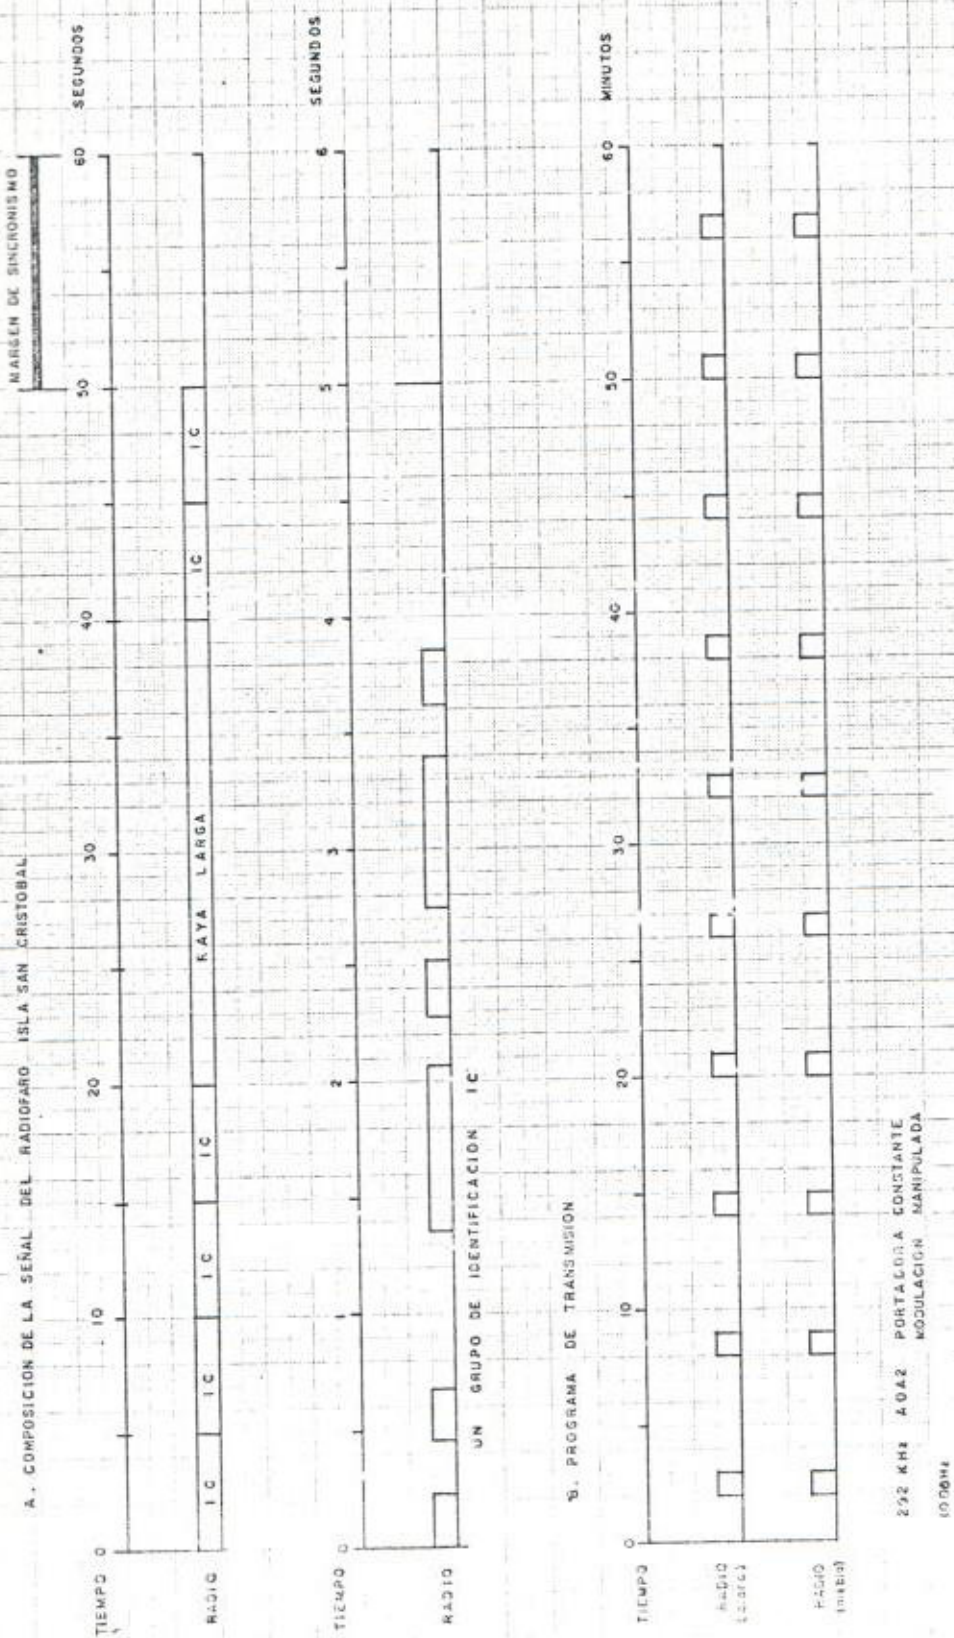 A. COMPOSICION DE LA SEÑAL DEL RADIOFARO ISLA SAN CRISTOBAL
MARGEN DE SINCRONISMO
TIEMPO 0 10 20 30 40 50 60 SEGUNDOS
RADIO IC IC IC IC RAYA LARGA IC IC
TIEMPO 0 1 1 2 3 4 5 6 SEGUNDOS
RADIO
UN GRUPO DE IDENTIFICACION IC
B. PROGRAMA DE TRANSMISION
TIEMPO 0 10 20 30 40 50 60 MINUTOS
RADIO
RADIO
(niebla)
292 KHz A0A2 PORTADORA CONSTANTE
MODULACION MANIPULADA